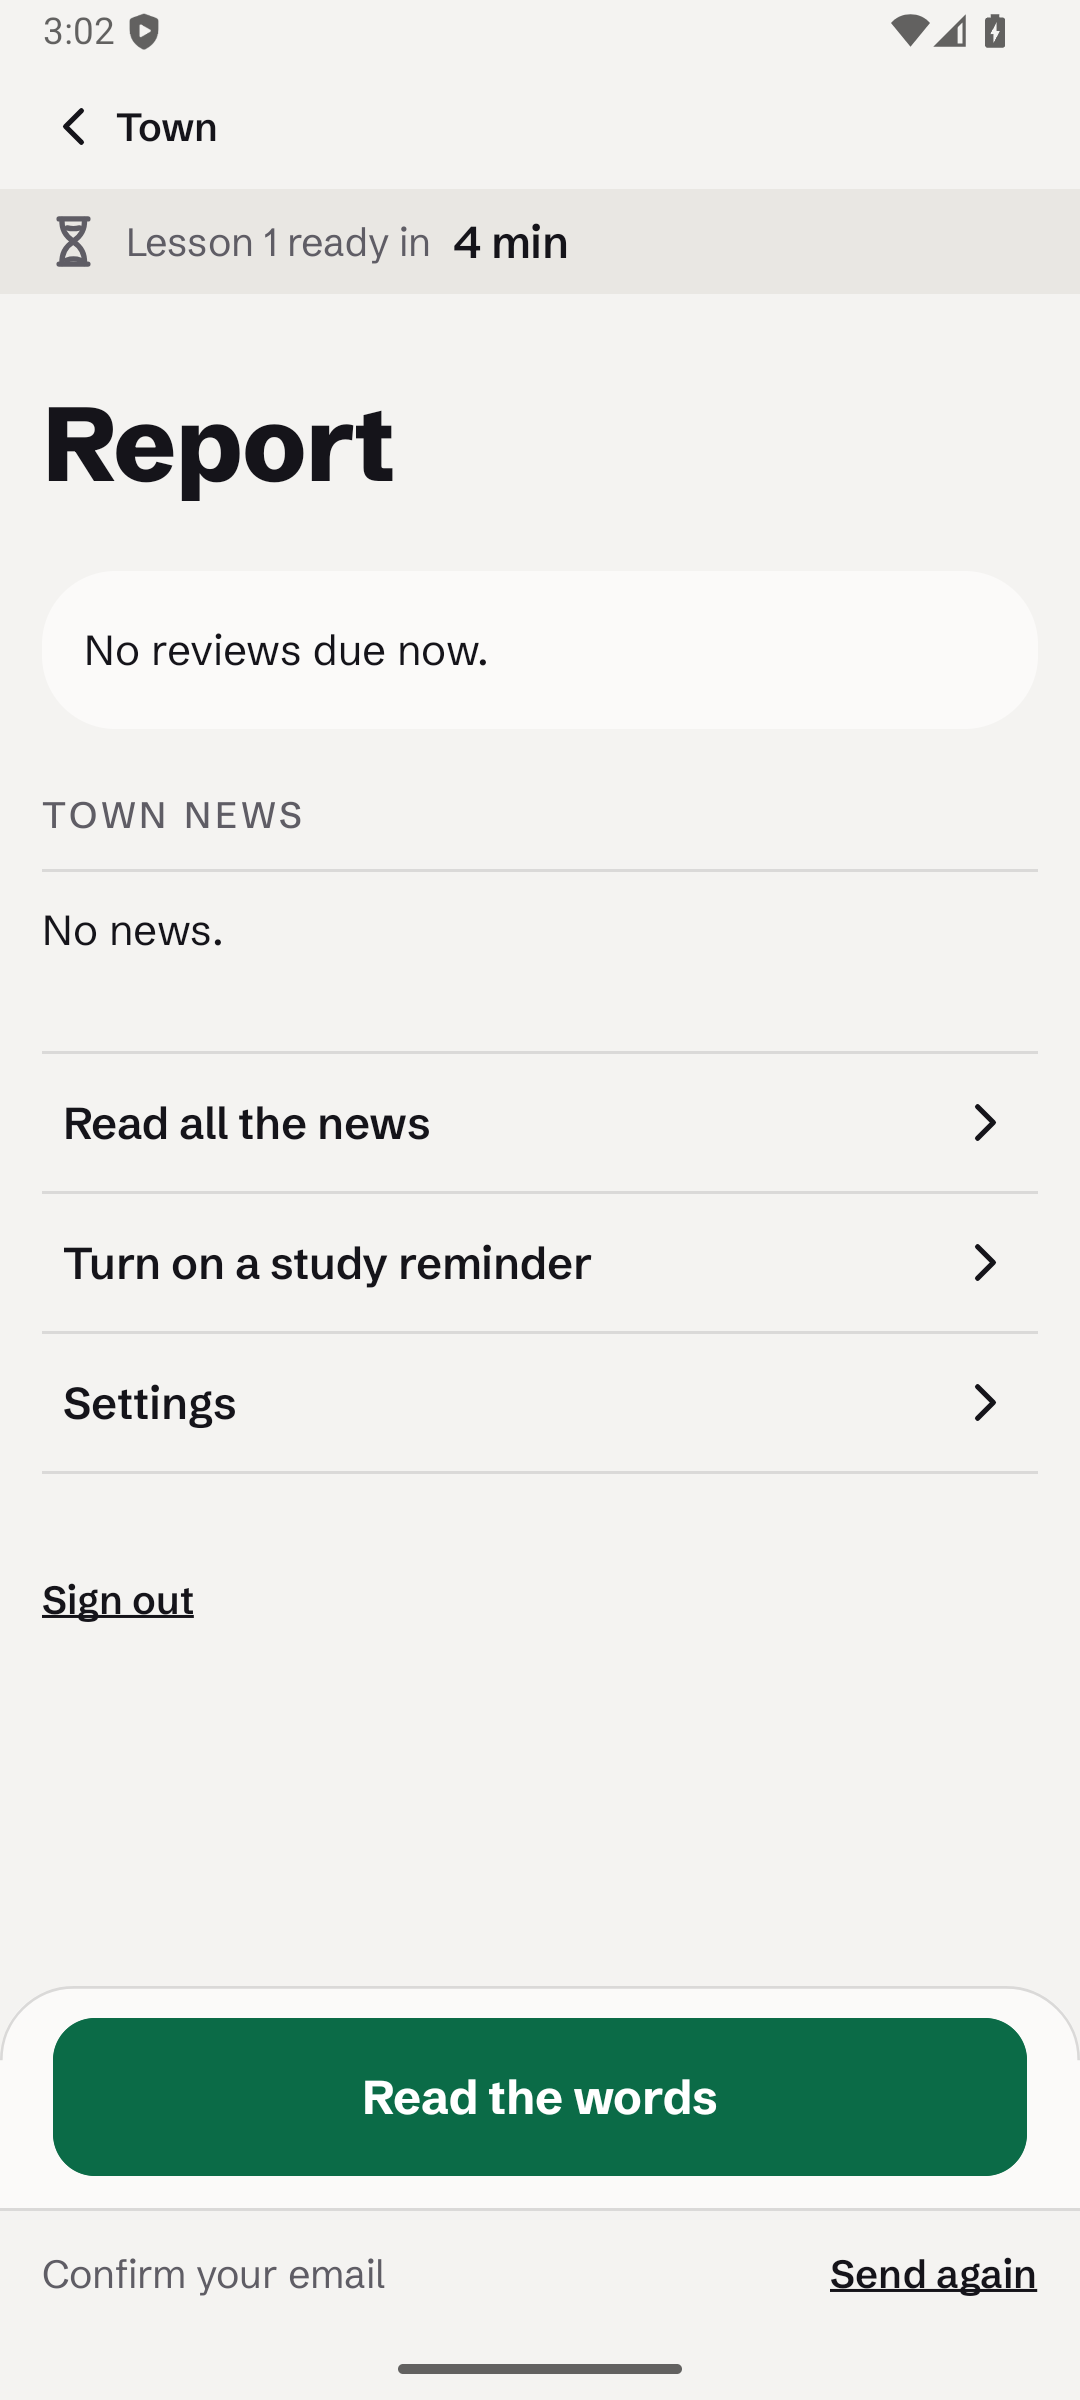 3:02
Town
Lesson 1 ready in 4 min
Report
No reviews due now.
TOWN NEWS
No news.
Read all the news
Turn on a study reminder
Settings
Sign out
Read the words
Confirm your email Send again